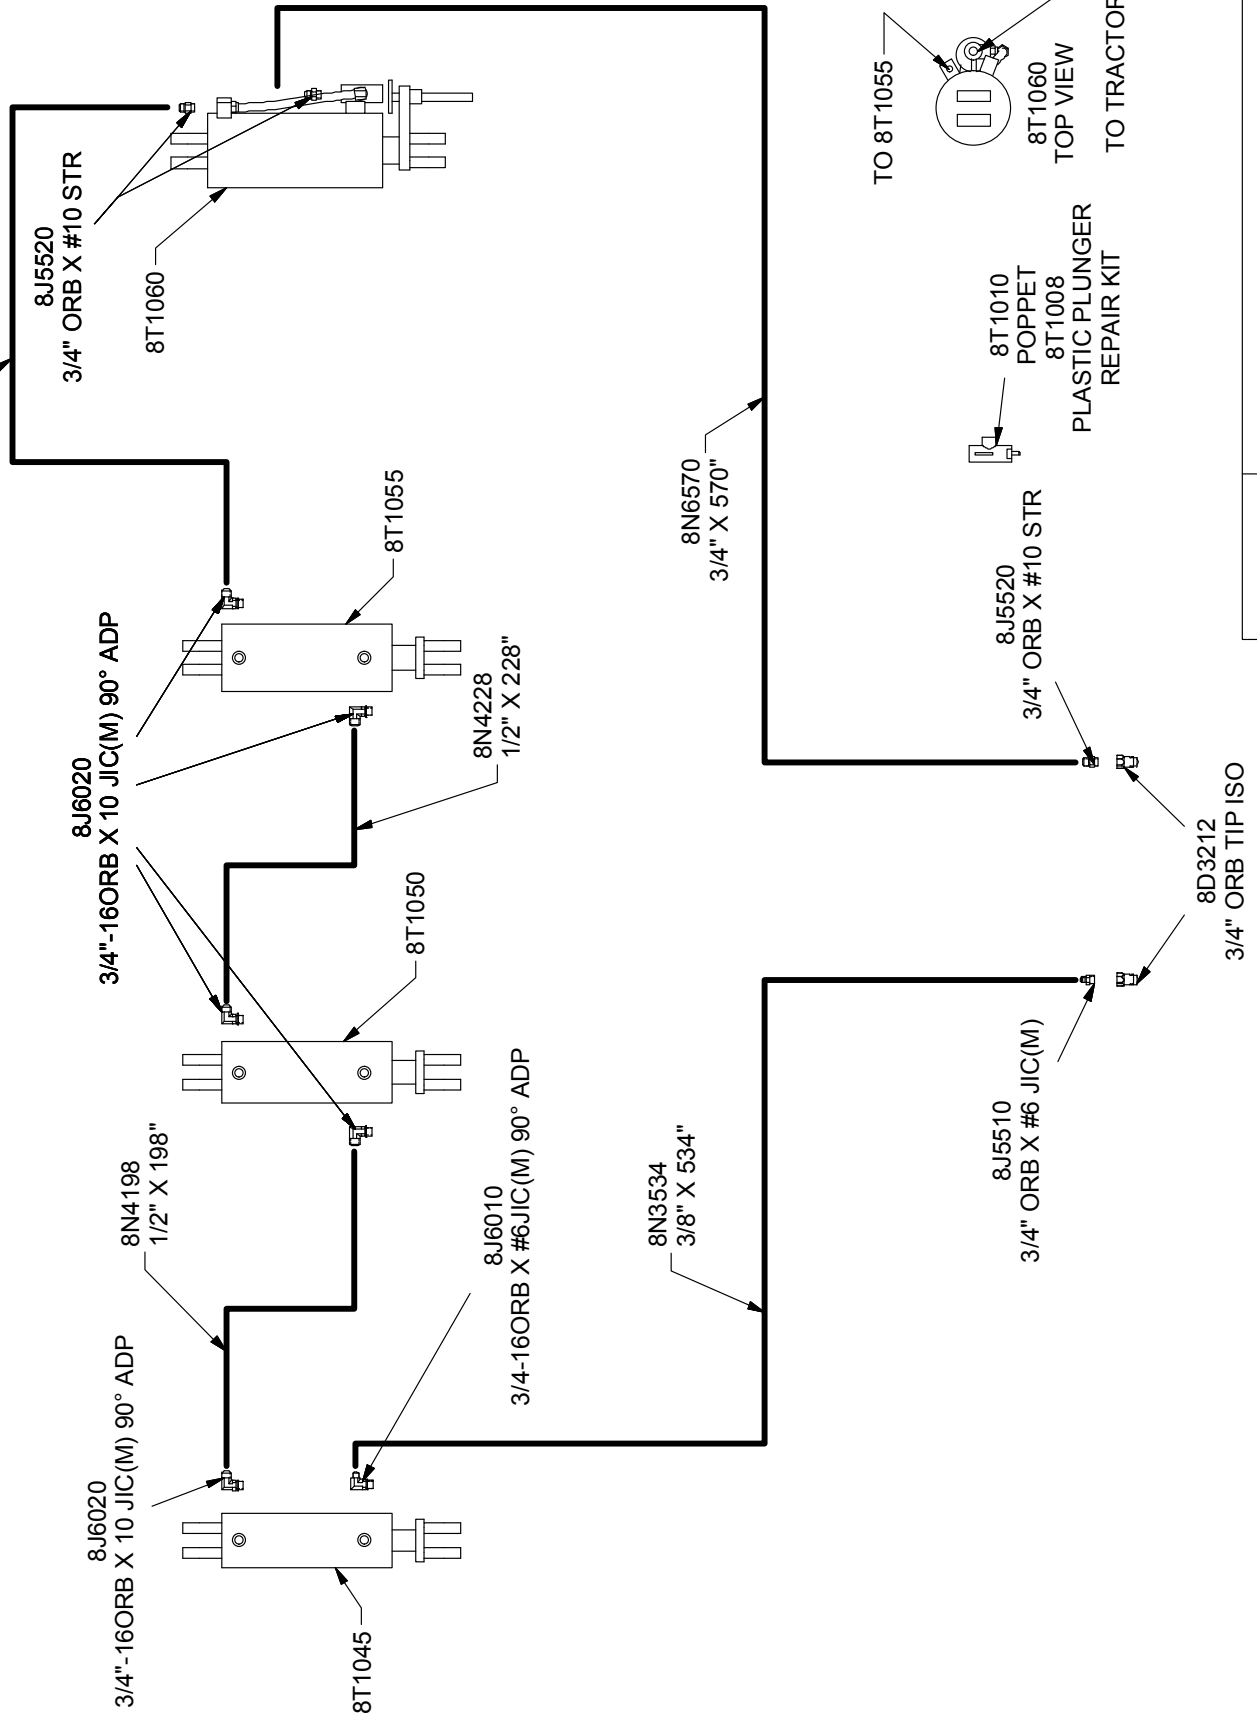 8J6020
3/4"-16ORB X 10 JIC(M) 90° ADP
8T1045
8N4198
1/2" X 198"
8J6010
3/4-16ORB X #6JIC(M) 90° ADP
8N3534
3/8" X 534"
8J5510
3/4" ORB X #6 JIC(M)
8D3212
3/4" ORB TIP ISO
8J6020
3/4"-16ORB X 10 JIC(M) 90° ADP
8T1050
8N4228
1/2" X 228"
8T1055
8J5520
3/4" ORB X #10 STR
8N6570
3/4" X 570"
8J5520
3/4" ORB X #10 STR
8T1060
8T1010
POPPET
8T1008
PLASTIC PLUNGER
REPAIR KIT
TO 8T1055
8T1060
TOP VIEW
TO TRACTOR